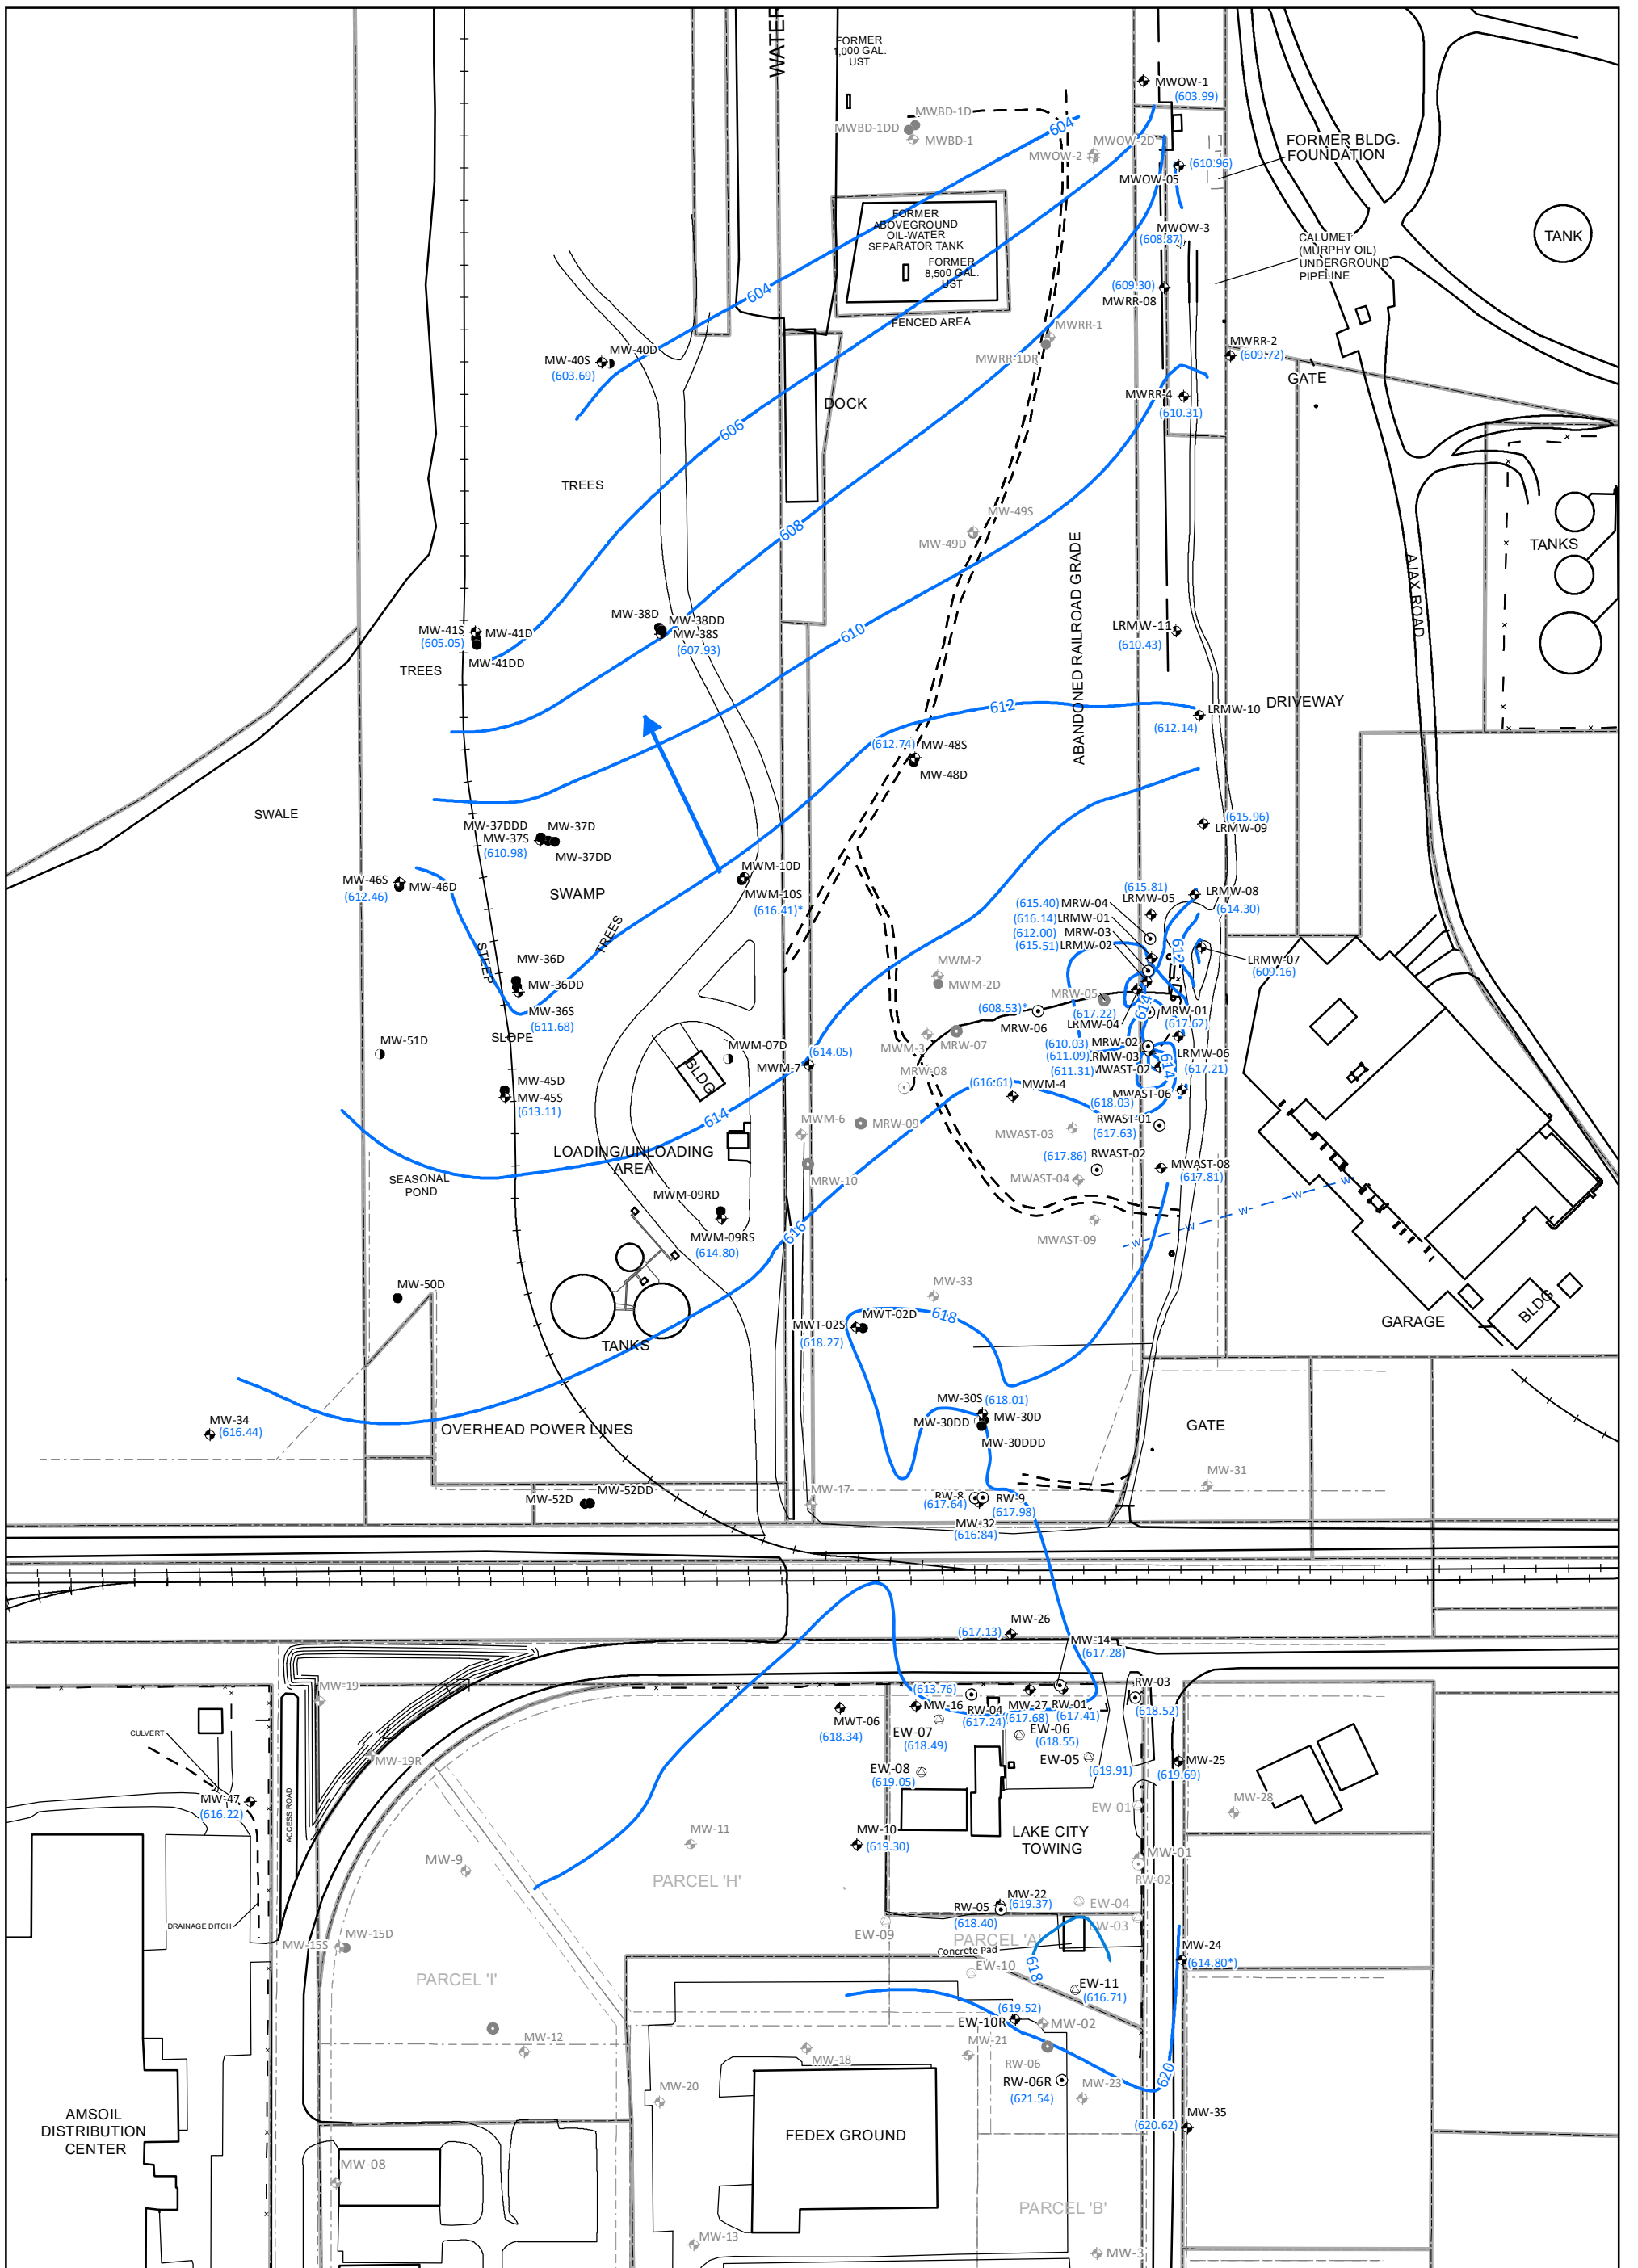 WATER
FORMER
1,000 GAL.
UST
MWOW-1
(603.99)
MWBD-1D
MWBD-1DD
MWBD-1
604
MWOW-2D
MWOW-2
FORMER BLDG.
FOUNDATION
(610.96)
MWOW-05
FORMER
ABOVEGROUND
OIL-WATER
SEPARATOR TANK
FORMER
8,500 GAL.
UST
MWOW-3
(608.87)
TANK
CALUMET
(MURPHY OIL)
UNDERGROUND
PIPELINE
(609.30)
MWRR-08
604
FENCED AREA
MWRR-1
MWRR-1DR
MWRR-2
(609.72)
MW-40D
MW-40S
(603.69)
GATE
DOCK
MWRR-4
(610.31)
606
TREES
608
MW-49S
MW-49D
TANKS
AJAX ROAD
ABANDONED RAILROAD GRADE
MW-38D
MW-38DD
MW-38S
(607.93)
MW-41S
MW-41D
(605.05)
MW-41DD
610
LRMW-11
(610.43)
TREES
612
DRIVEWAY
LRMW-10
(612.14)
(612.74)
MW-48S
MW-48D
SWALE
MW-37DDD
MW-37D
MW-37S
(610.98)
MW-37DD
(615.96)
LRMW-09
MW-46S
MW-46D
(612.46)
SWAMP
MWM-10D
MWM-10S
(616.41)*
TREES
STEEP
SLOPE
(615.81)
LRMW-05
LRMW-08
(614.30)
(615.40) MRW-04
(616.14) LRMW-01
(612.00) MRW-03
(615.51) LRMW-02
612
LRMW-07
(609.16)
MW-36D
MW-36DD
MW-36S
(611.68)
MWM-2
MWM-2D
MRW-05
(617.22)
(608.53)*
MRW-06
LRMW-04
614
MRW-01
(617.62)
MW-51D
MWM-07D
BLDG
MWM-7
(614.05)
MWM-3
MRW-07
MRW-08
(610.03) MRW-02
(611.09)
(611.31)
MWAST-02
614
LRMW-06
(617.21)
MW-45D
MW-45S
(613.11)
614
(616.61)
MWM-4
MWAST-06
(618.03)
RWAST-01
(617.63)
MWM-6
MRW-09
MWAST-03
LOADING/UNLOADING
AREA
(617.86)
RWAST-02
MWAST-04
MWAST-08
(617.81)
MRW-10
SEASONAL
POND
MWM-09RD
MWM-09RS
(614.80)
616
MWAST-09
W
W
W
W
MW-50D
MW-33
618
MWT-02D
MWT-02S
(618.27)
TANKS
BLDG
GARAGE
MW-34
(616.44)
OVERHEAD POWER LINES
MW-30S
(618.01)
MW-30DD
MW-30D
MW-30DDD
GATE
MW-31
MW-52D
MW-52DD
MW-17
RW-8
(617.64)
RW-9
(617.98)
MW-32
(616.84)
MW-26
(617.13)
MW-14
(617.28)
MW-19
(613.76)
MW-16
RW-04
(617.24)
MW-27
(617.68)
RW-01
(617.41)
RW-03
(618.52)
MWT-06
(618.34)
EW-07
(618.49)
EW-06
(618.55)
CULVERT
MW-19R
EW-08
(619.05)
EW-05
(619.91)
MW-25
(619.69)
MW-47
(616.22)
ACCESS ROAD
EW-01
MW-28
MW-11
MW-10
(619.30)
LAKE CITY
TOWING
MW-9
MW-01
RW-02
PARCEL 'H'
MW-22
(619.37)
RW-05
(618.40)
EW-04
EW-03
DRAINAGE DITCH
EW-09
PARCEL 'A'
MW-15S
MW-15D
Concrete Pad
MW-24
(614.80*)
PARCEL 'I'
618
EW-10
EW-11
(616.71)
(619.52)
EW-10R
MW-02
MW-12
MW-18
MW-21
RW-06
RW-06R
(621.54)
MW-23
620
MW-20
MW-35
(620.62)
AMSOIL
DISTRIBUTION
CENTER
FEDEX GROUND
MW-08
PARCEL 'B'
MW-13
MW-3